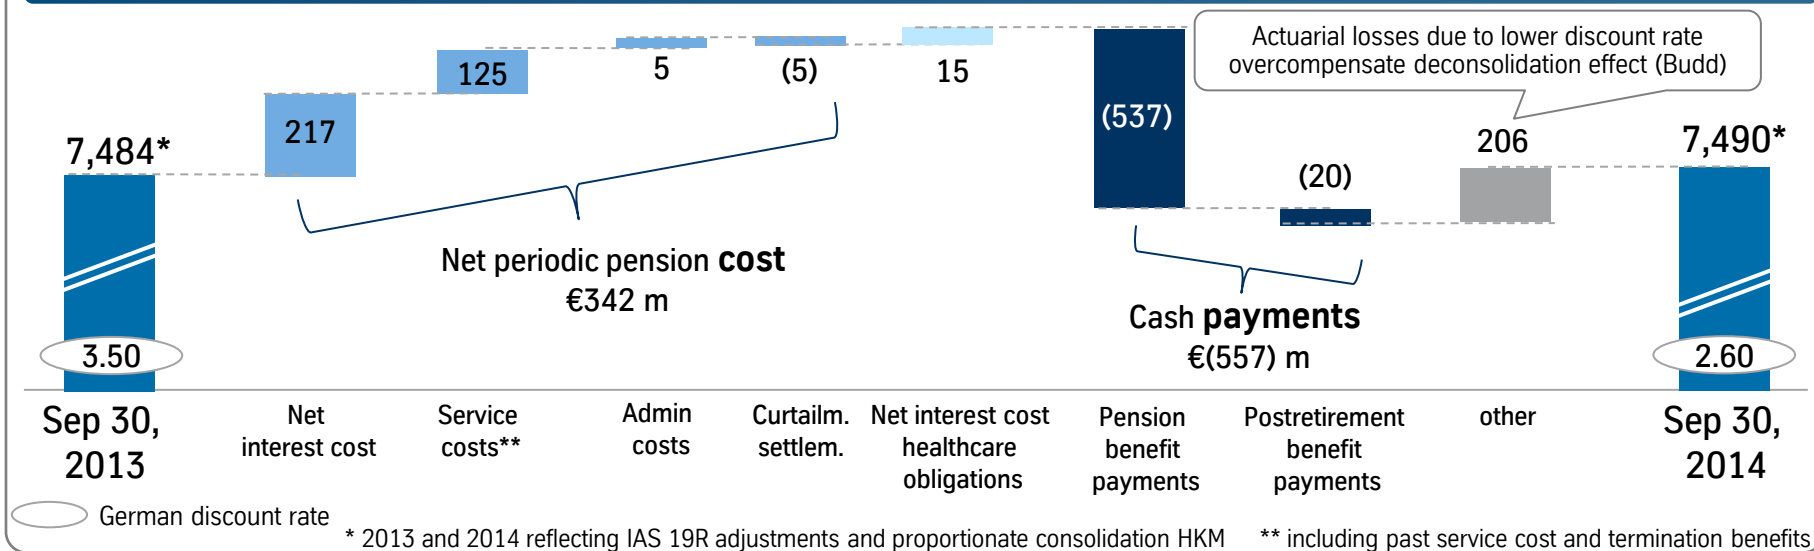 Actuarial losses due to lower discount rate
overcompensate deconsolidation effect (Budd)
7,484*
217
125
5
(5)
15
(537)
(20)
206
7,490*
Net periodic pension cost
€342 m
Cash payments
€(557) m
3.50
2.60
Sep 30,
2013
Net
interest cost
Service
costs**
Admin
costs
Curtailm.
settlem.
Net interest cost
healthcare
obligations
Pension
benefit
payments
Postretirement
benefit
payments
other
Sep 30,
2014
German discount rate
* 2013 and 2014 reflecting IAS 19R adjustments and proportionate consolidation HKM
** including past service cost and termination benefits